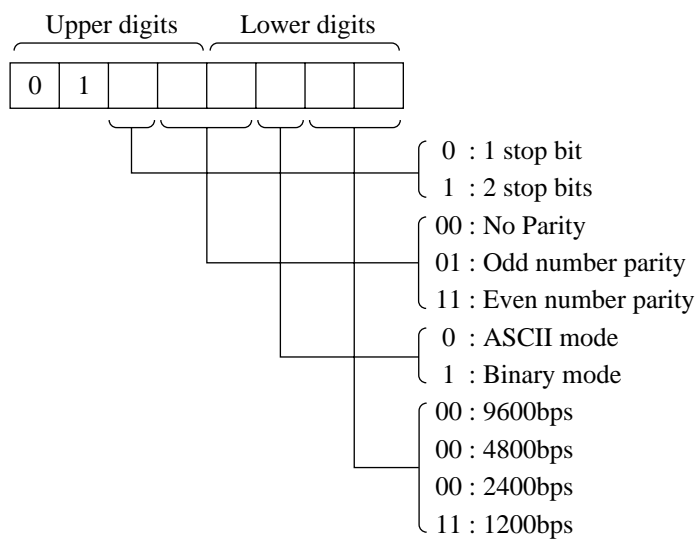 Upper digits Lower digits
0 1
0 : 1 stop bit
1 : 2 stop bits
00 : No Parity
01 : Odd number parity
11 : Even number parity
0 : ASCII mode
1 : Binary mode
00 : 9600bps
00 : 4800bps
00 : 2400bps
11 : 1200bps